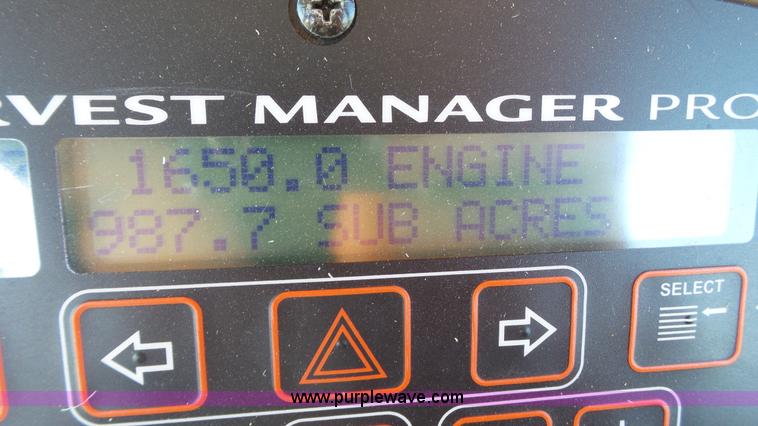 RVEST MANAGER PRO
1650.0 ENGINE
987.7 SUB ACRES
SELECT
www.purplewave.com